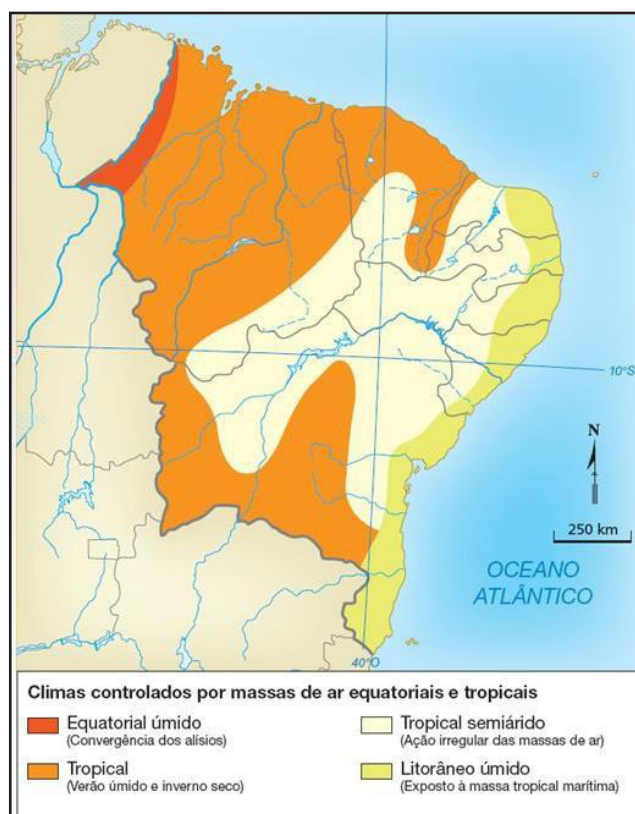 10°S
N
250 km
OCEANO
ATLÂNTICO
40°O
Climas controlados por massas de ar equatoriais e tropicais
Equatorial úmido
(Convergência dos alísios)
Tropical
(Verão úmido e inverno seco)
Tropical semiárido
(Ação irregular das massas de ar)
Litorâneo úmido
(Exposto à massa tropical marítima)